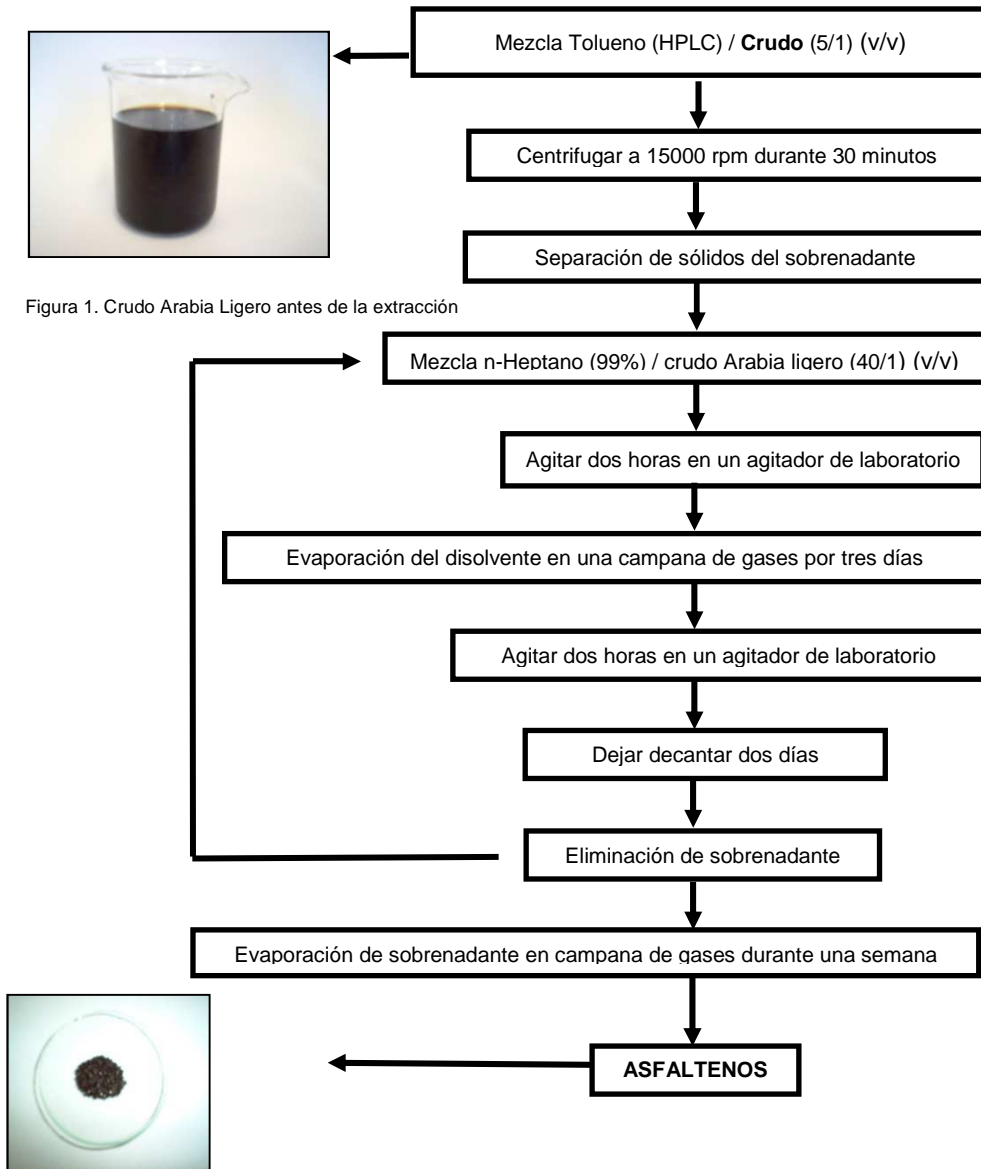 Mezcla Tolueno (HPLC) / Crudo (5/1) (v/v)
Centrifugar a 15000 rpm durante 30 minutos
Separación de sólidos del sobrenadante
Figura 1. Crudo Arabia Ligero antes de la extracción
Mezcla n-Heptano (99%) / crudo Arabia ligero (40/1) (v/v)
Agitar dos horas en un agitador de laboratorio
Evaporación del disolvente en una campana de gases por tres días
Agitar dos horas en un agitador de laboratorio
Dejar decantar dos días
Eliminación de sobrenadante
Evaporación de sobrenadante en campana de gases durante una semana
ASFALTENOS